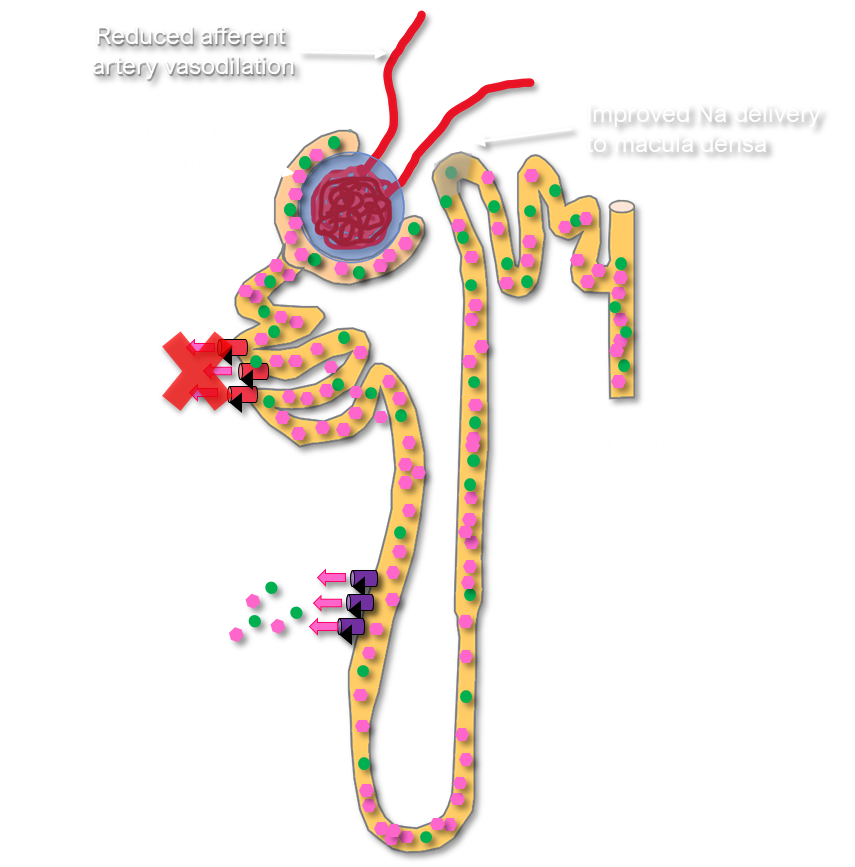 Reduced afferent
artery vasodilation
Improved Na delivery
to macula densa